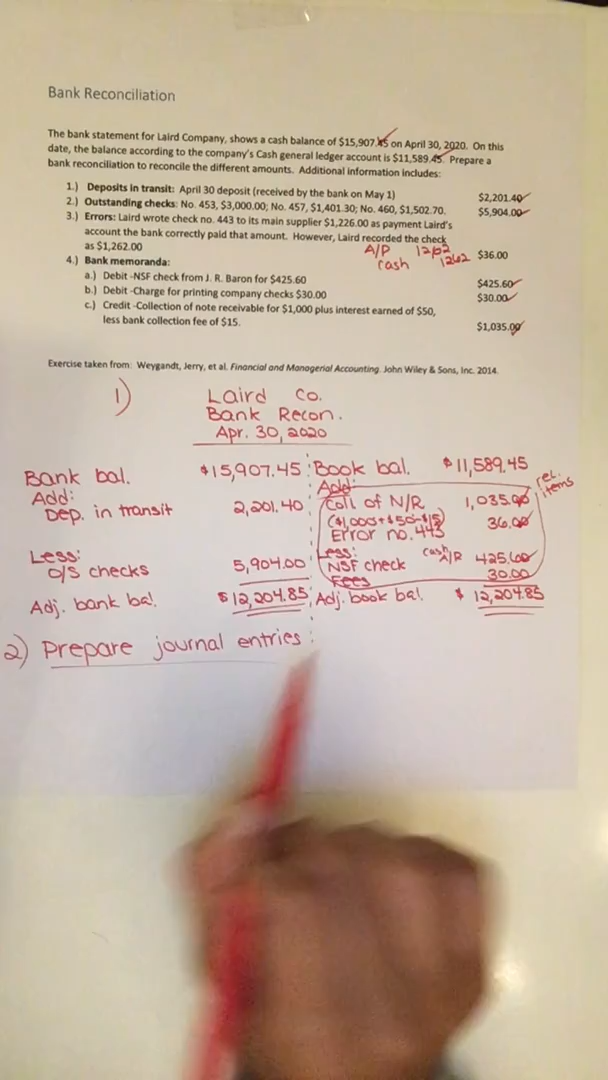 Bank Reconciliation
The bank statement for Laird Company, shows a cash balance of $15,907.45 on April 30, 2020. On this
date, the balance according to the company's Cash general ledger account is $11,589.45. Prepare a
bank reconciliation to reconcile the different amounts. Additional information includes:
1.) Deposits in transit: April 30 deposit (received by the bank on May 1) $2,201.40
2.) Outstanding checks: No. 453, $3,000.00; No. 457, $1,401.30; No. 460, $1,502.70. $5,904.00
3.) Errors: Laird wrote check no. 443 to its main supplier $1,226.00 as payment Laird's
account the bank correctly paid that amount. However, Laird recorded the check
as $1,262.00 $36.00
A/P 1262
Cash 1262
4.) Bank memoranda:
a.) Debit -NSF check from J. R. Baron for $425.60 $425.60
b.) Debit -Charge for printing company checks $30.00 $30.00
c.) Credit -Collection of note receivable for $1,000 plus interest earned of $50,
less bank collection fee of $15. $1,035.00
Exercise taken from: Weygandt, Jerry, et al. Financial and Managerial Accounting. John Wiley & Sons, Inc. 2014.
1) Laird Co.
Bank Recon.
Apr. 30, 2020
Bank bal. $15,907.45 Book bal. $11,589.45
Add: Add: rec. items
Dep. in transit 2,201.40 Coll of N/R 1,035.00
($1,000+$50-$15) 36.00
Error no. 443
Less: Less: cash A/R
O/S checks 5,904.00 NSF check 425.60
Fees 30.00
Adj. bank bal. $12,204.85 Adj. book bal. $12,204.85
2) Prepare journal entries: